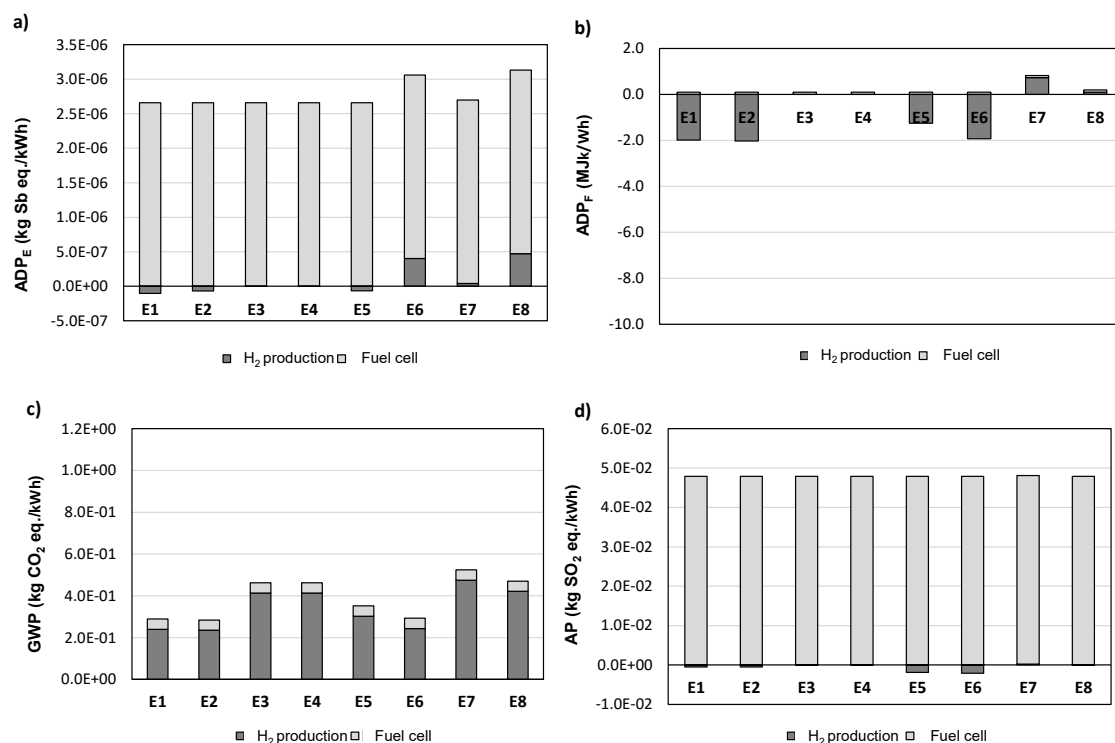 a)
3.5E-06
3.0E-06
2.5E-06
2.0E-06
1.5E-06
1.0E-06
5.0E-07
0.0E+00
-5.0E-07
ADP_E (kg Sb eq./kWh)
E1 E2 E3 E4 E5 E6 E7 E8
H₂ production Fuel cell
b)
2.0
0.0
-2.0
-4.0
-6.0
-8.0
-10.0
ADP_F (MJk/Wh)
E1 E2 E3 E4 E5 E6 E7 E8
H₂ production Fuel cell
c)
1.2E+00
1.0E+00
8.0E-01
6.0E-01
4.0E-01
2.0E-01
0.0E+00
GWP (kg CO₂ eq./kWh)
E1 E2 E3 E4 E5 E6 E7 E8
H₂ production Fuel cell
d)
6.0E-02
5.0E-02
4.0E-02
3.0E-02
2.0E-02
1.0E-02
0.0E+00
-1.0E-02
AP (kg SO₂ eq./kWh)
E1 E2 E3 E4 E5 E6 E7 E8
H₂ production Fuel cell